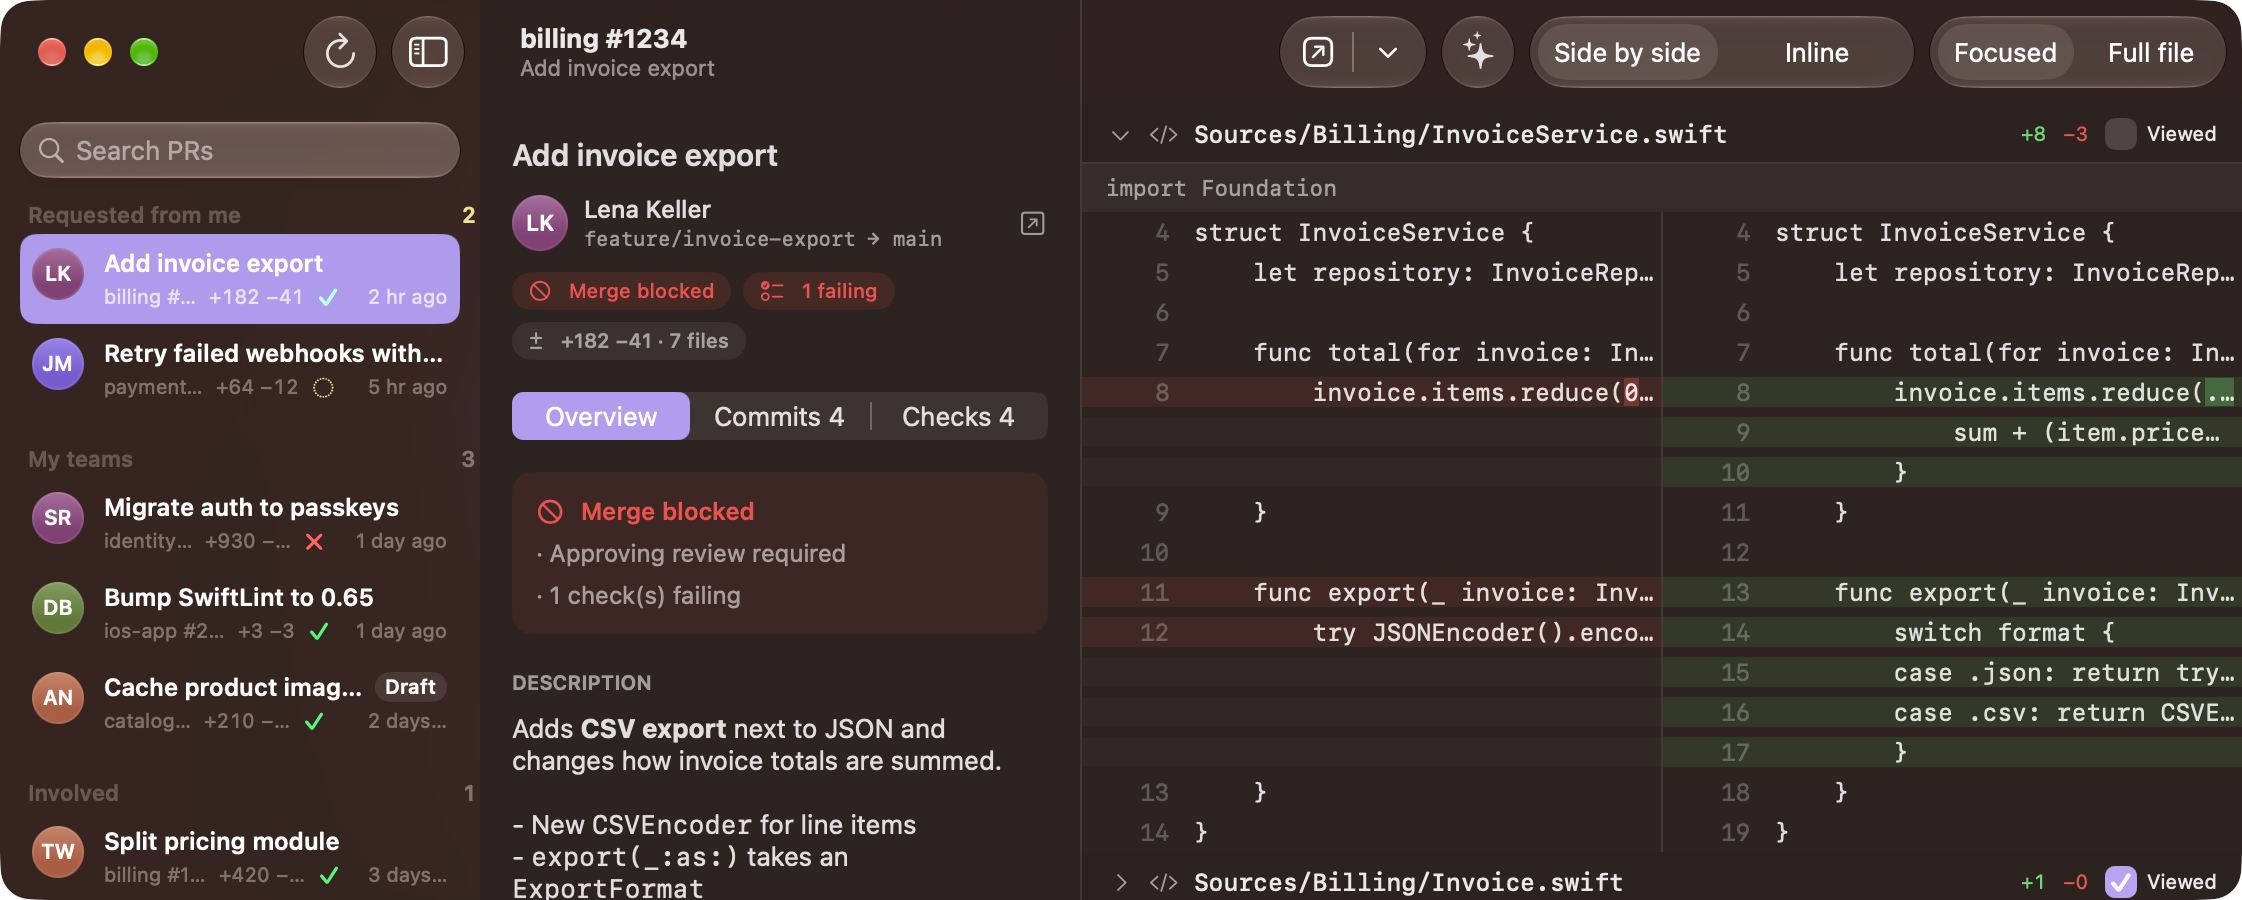 Search PRs
Requested from me 2
LK Add invoice export
billing #... +182 −41 2 hr ago
JM Retry failed webhooks with...
payment... +64 −12 5 hr ago
My teams 3
SR Migrate auth to passkeys
identity... +930 −... 1 day ago
DB Bump SwiftLint to 0.65
ios-app #2... +3 −3 1 day ago
AN Cache product imag... Draft
catalog... +210 −... 2 days...
Involved 1
TW Split pricing module
billing #1... +420 −... 3 days...
billing #1234
Add invoice export
Add invoice export
LK Lena Keller
feature/invoice-export → main
Merge blocked 1 failing
± +182 −41 · 7 files
Overview Commits 4 Checks 4
Merge blocked
· Approving review required
· 1 check(s) failing
DESCRIPTION
Adds CSV export next to JSON and
changes how invoice totals are summed.
- New CSVEncoder for line items
- export(_:as:) takes an
ExportFormat
Side by side Inline Focused Full file
</> Sources/Billing/InvoiceService.swift +8 −3 Viewed
import Foundation
4 struct InvoiceService {
5 let repository: InvoiceRep…
6
7 func total(for invoice: In…
8 invoice.items.reduce(0…
9 }
10
11 func export(_ invoice: Inv…
12 try JSONEncoder().enco…
13 }
14 }
4 struct InvoiceService {
5 let repository: InvoiceRep…
6
7 func total(for invoice: In…
8 invoice.items.reduce(.…
9 sum + (item.price…
10 }
11 }
12
13 func export(_ invoice: Inv…
14 switch format {
15 case .json: return try…
16 case .csv: return CSVE…
17 }
18 }
19 }
</> Sources/Billing/Invoice.swift +1 −0 Viewed